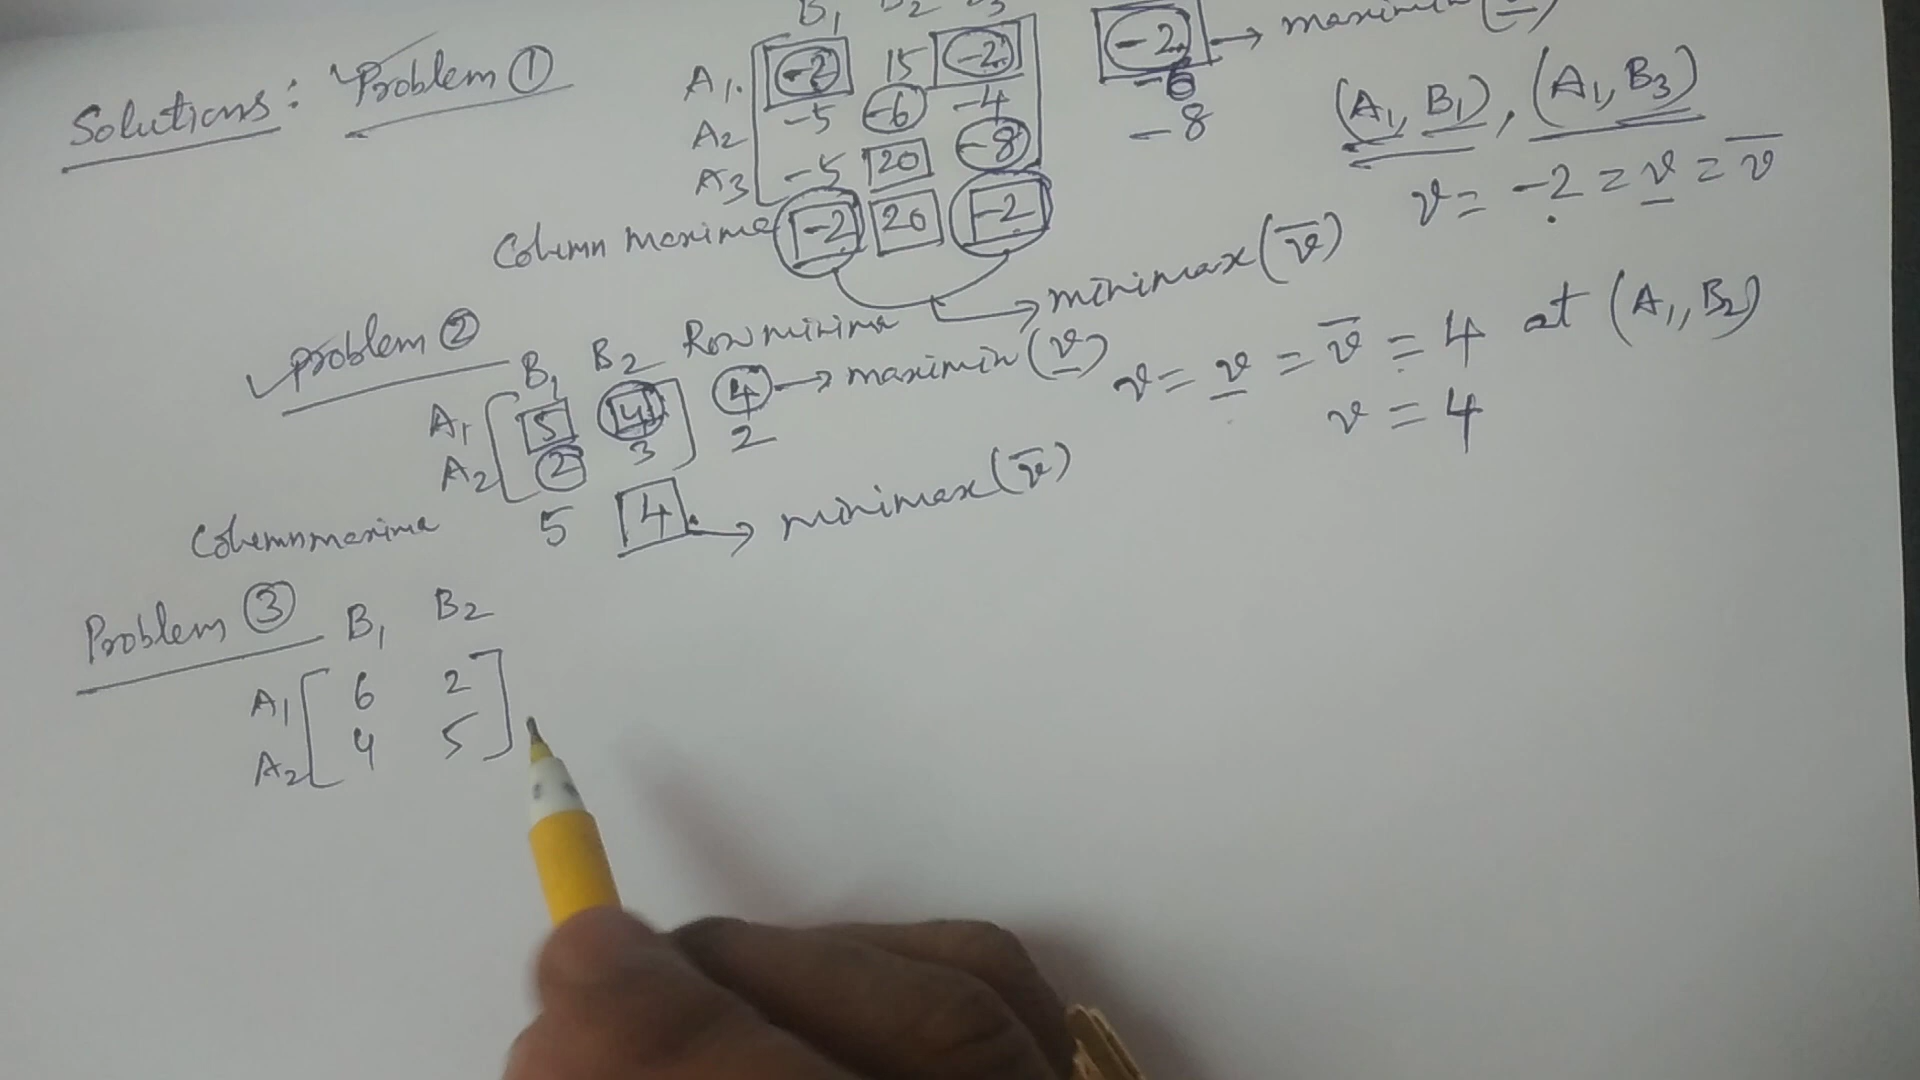 B1 B2 B3
Solutions: Problem ①
A1 -2 15 -2 -2 → maximin (v)
A2 -5 -6 -4 -6
A3 -5 20 -8 -8
(A1, B1), (A1, B3)
v = -2 = v = v̅
Column maxima -2 20 -2
→ minimax (v̅)
Problem ② B1 B2 Row minima
A1 5 4 4 → maximin (v)
A2 2 3 2
v = v = v̅ = 4 at (A1, B2)
v = 4
Column maxima 5 4 → minimax (v̅)
Problem ③ B1 B2
A1 6 2
A2 4 5